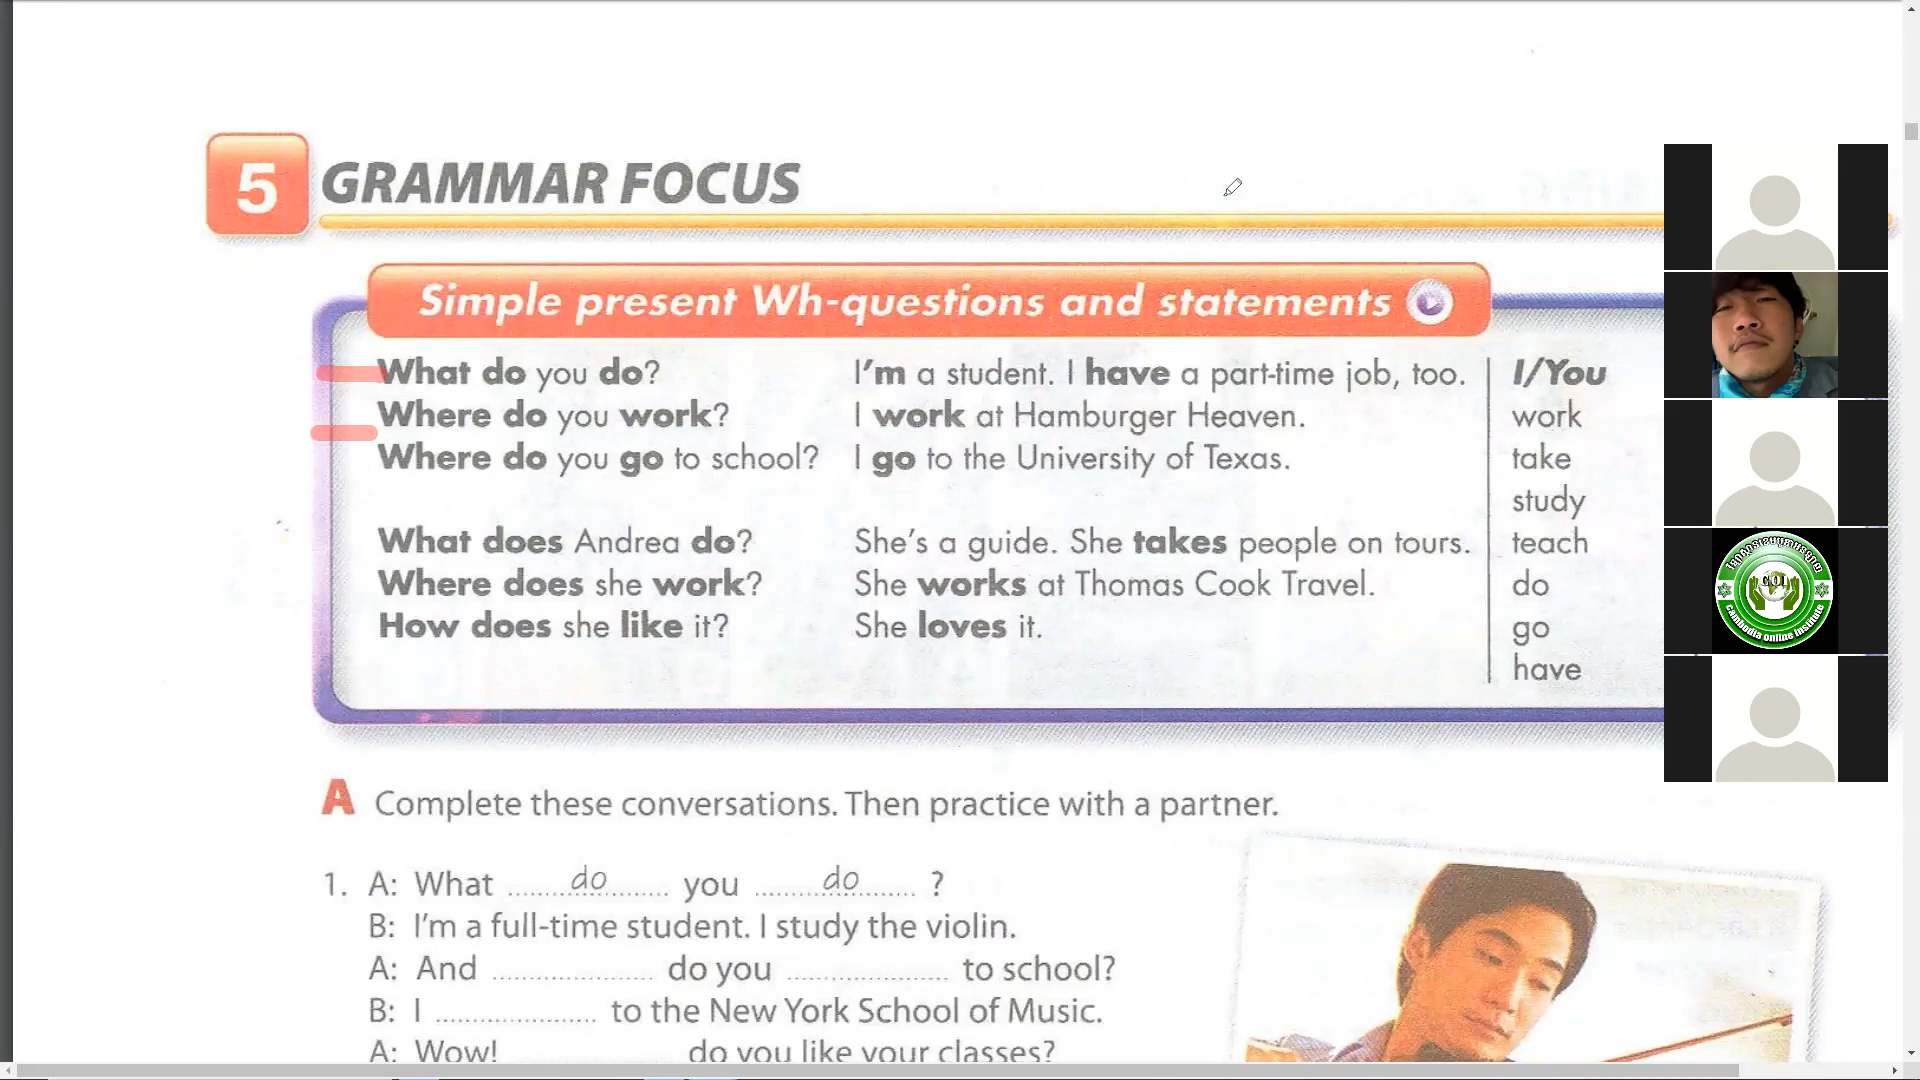 5 GRAMMAR FOCUS
Simple present Wh-questions and statements
What do you do?
Where do you work?
Where do you go to school?
What does Andrea do?
Where does she work?
How does she like it?
I'm a student. I have a part-time job, too.
I work at Hamburger Heaven.
I go to the University of Texas.
She's a guide. She takes people on tours.
She works at Thomas Cook Travel.
She loves it.
I/You
work
take
study
teach
do
go
have
A Complete these conversations. Then practice with a partner.
1. A: What do you do ?
B: I'm a full-time student. I study the violin.
A: And .................... do you .................... to school?
B: I .................... to the New York School of Music.
A: Wow! do you like your classes?
COI
cambodia online institute